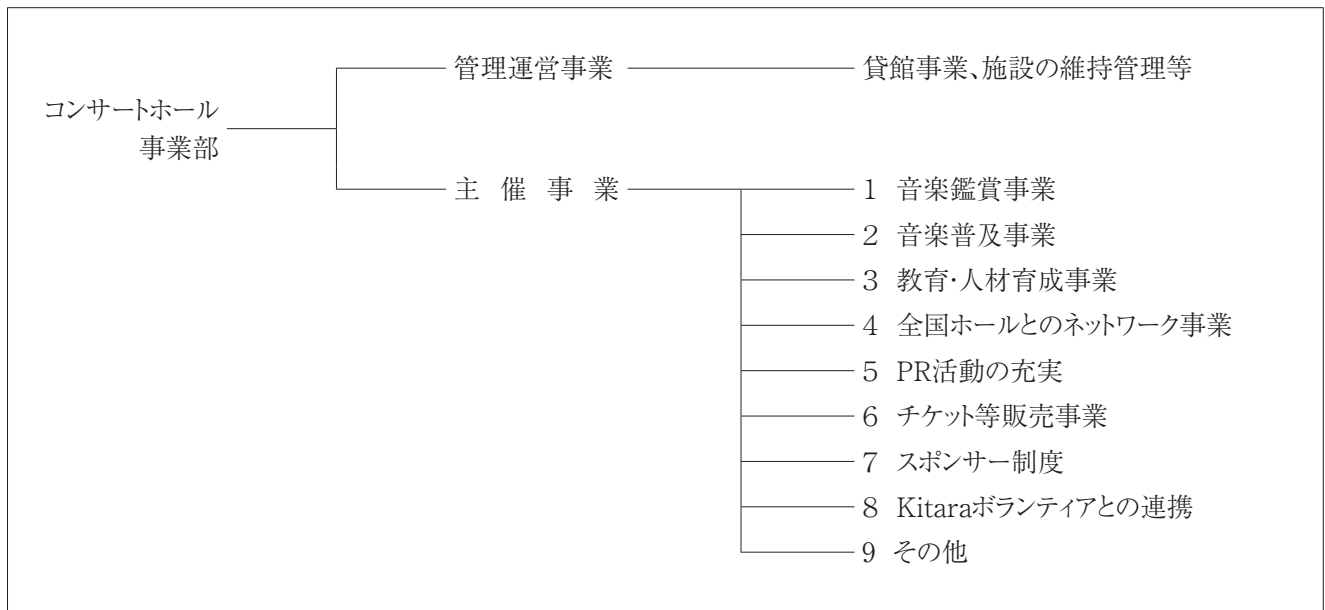 コンサートホール
事業部
管理運営事業
貸館事業、施設の維持管理等
主催事業
1 音楽鑑賞事業
2 音楽普及事業
3 教育・人材育成事業
4 全国ホールとのネットワーク事業
5 PR活動の充実
6 チケット等販売事業
7 スポンサー制度
8 Kitaraボランティアとの連携
9 その他